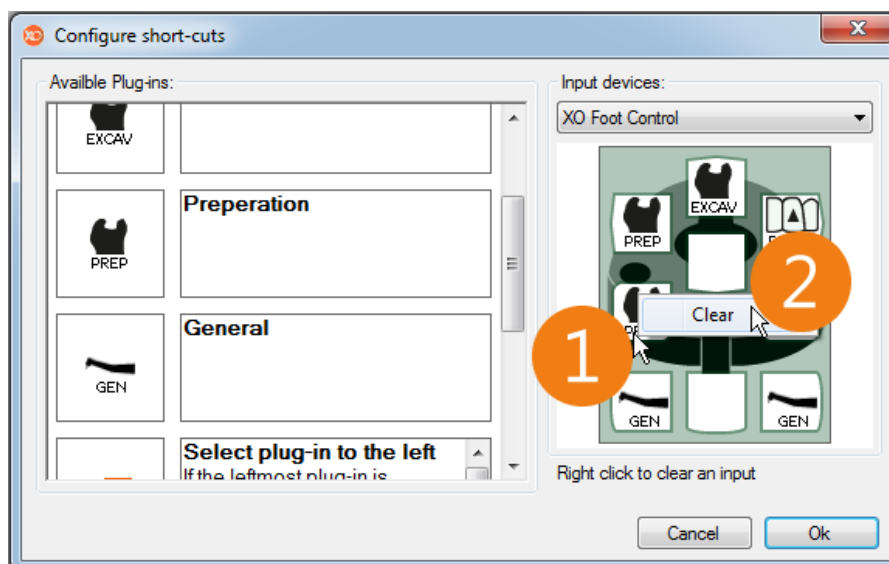 XO Configure short-cuts
Availble Plug-ins:
EXCAV
PREP
Preperation
GEN
General
Select plug-in to the left
If the leftmost plug-in is
Input devices:
XO Foot Control
EXCAV
PREP
Clear
2
1
GEN
GEN
Right click to clear an input
Cancel
Ok